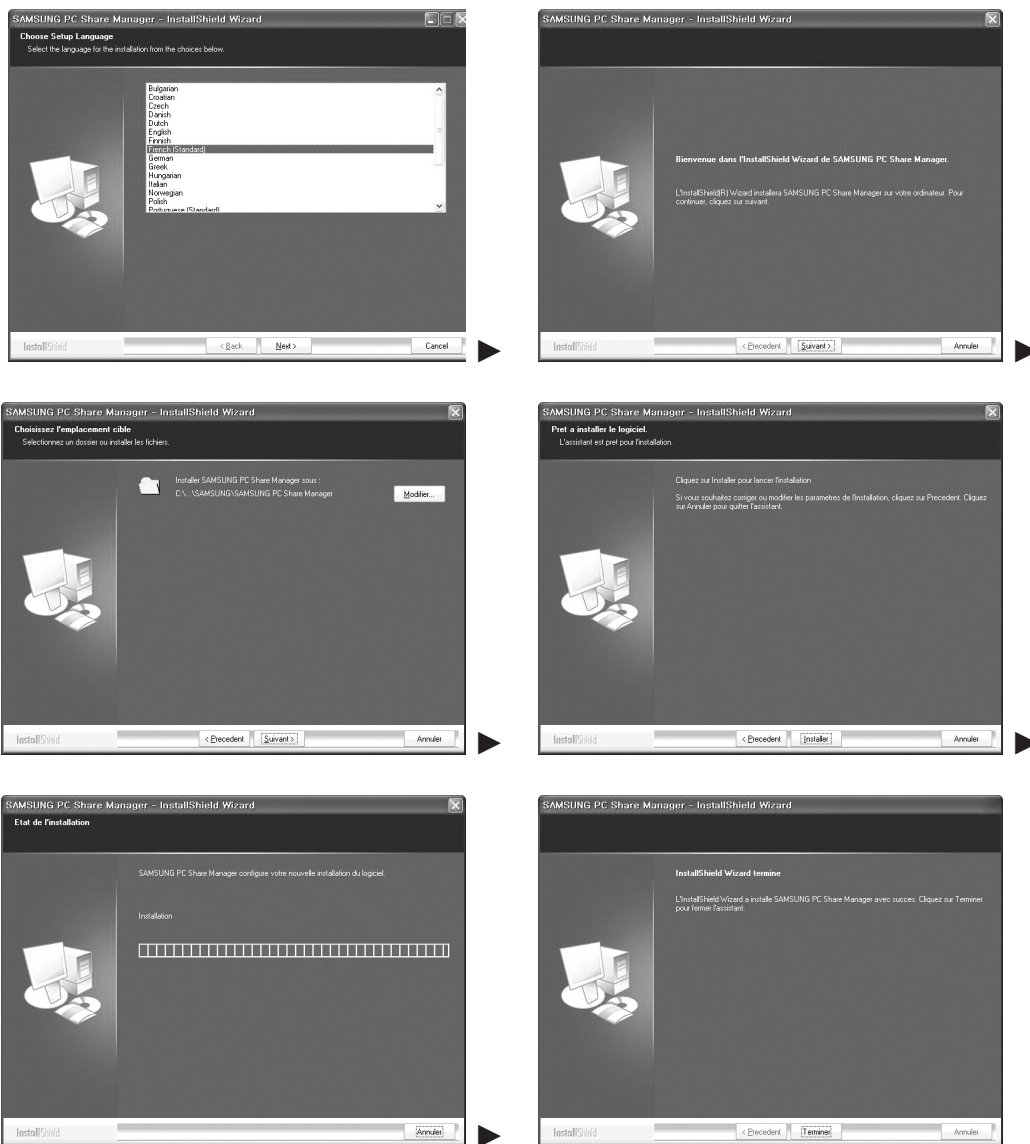 SAMSUNG PC Share Manager - InstallShield Wizard
Choose Setup Language
Select the language for the installation from the choices below.
Bulgarian
Croatian
Czech
Danish
Dutch
English
Finnish
French (Standard)
German
Greek
Hungarian
Italian
Norwegian
Polish
Portuguese (Standard)
InstallShield
< Back
Next >
Cancel
SAMSUNG PC Share Manager - InstallShield Wizard
Bienvenue dans l'InstallShield Wizard de SAMSUNG PC Share Manager.
L'InstallShield(R) Wizard installera SAMSUNG PC Share Manager sur votre ordinateur. Pour
continuer, cliquez sur suivant.
InstallShield
< Precedent
Suivant >
Annuler
SAMSUNG PC Share Manager - InstallShield Wizard
Choisissez l'emplacement cible
Selectionnez un dossier ou installer les fichiers.
Installer SAMSUNG PC Share Manager sous :
C:\...\SAMSUNG\SAMSUNG PC Share Manager
Modifier...
InstallShield
< Precedent
Suivant >
Annuler
SAMSUNG PC Share Manager - InstallShield Wizard
Pret a installer le logiciel.
L'assistant est pret pour l'installation.
Cliquez sur Installer pour lancer l'installation
Si vous souhaitez corriger ou modifier les parametres de l'installation, cliquez sur Precedent. Cliquez
sur Annuler pour quitter l'assistant.
InstallShield
< Precedent
Installer
Annuler
SAMSUNG PC Share Manager - InstallShield Wizard
Etat de l'installation
SAMSUNG PC Share Manager configure votre nouvelle installation du logiciel.
Installation
InstallShield
Annuler
SAMSUNG PC Share Manager - InstallShield Wizard
InstallShield Wizard termine
L'InstallShield Wizard a installe SAMSUNG PC Share Manager avec succes. Cliquez sur Terminer
pour fermer l'assistant.
InstallShield
< Precedent
Terminer
Annuler